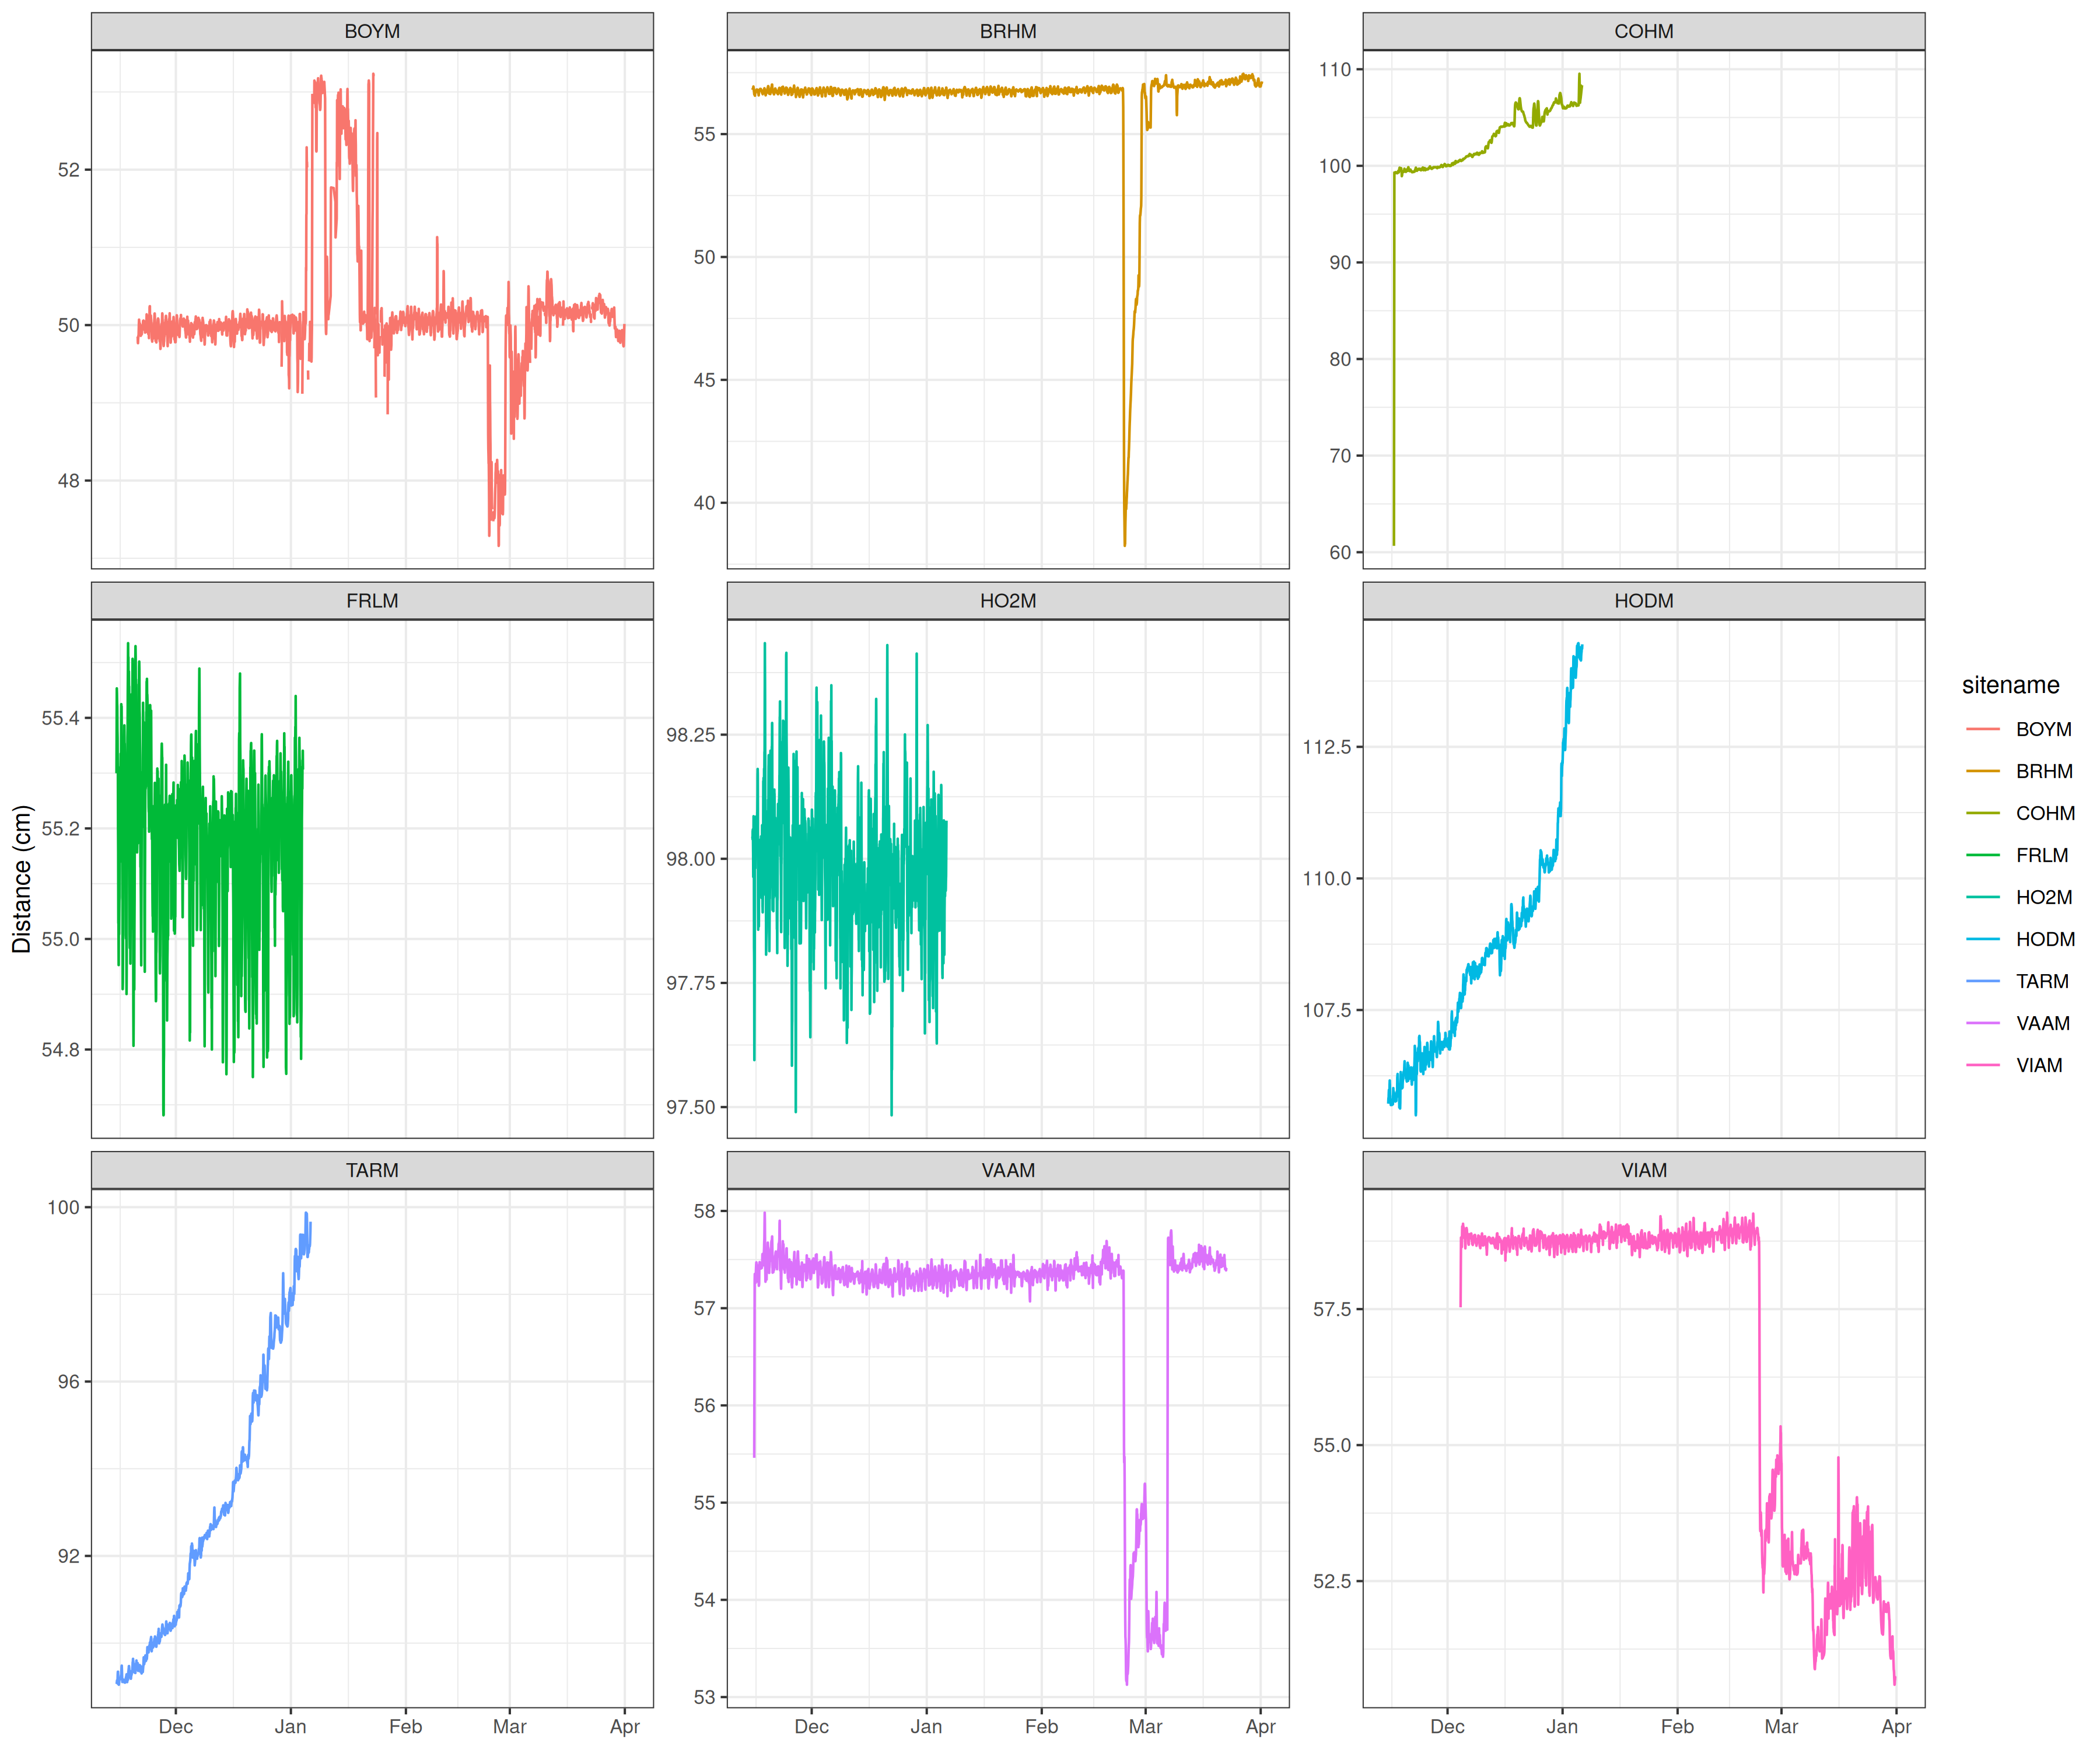 BOYM BRHM COHM
52
50
48
55
50
45
40
110
100
90
80
70
60
FRLM HO2M HODM
55.4
55.2
55.0
54.8
98.25
98.00
97.75
97.50
112.5
110.0
107.5
TARM VAAM VIAM
100
96
92
58
57
56
55
54
53
57.5
55.0
52.5
Dec Jan Feb Mar Apr
Dec Jan Feb Mar Apr
Dec Jan Feb Mar Apr
Distance (cm)
sitename
BOYM
BRHM
COHM
FRLM
HO2M
HODM
TARM
VAAM
VIAM